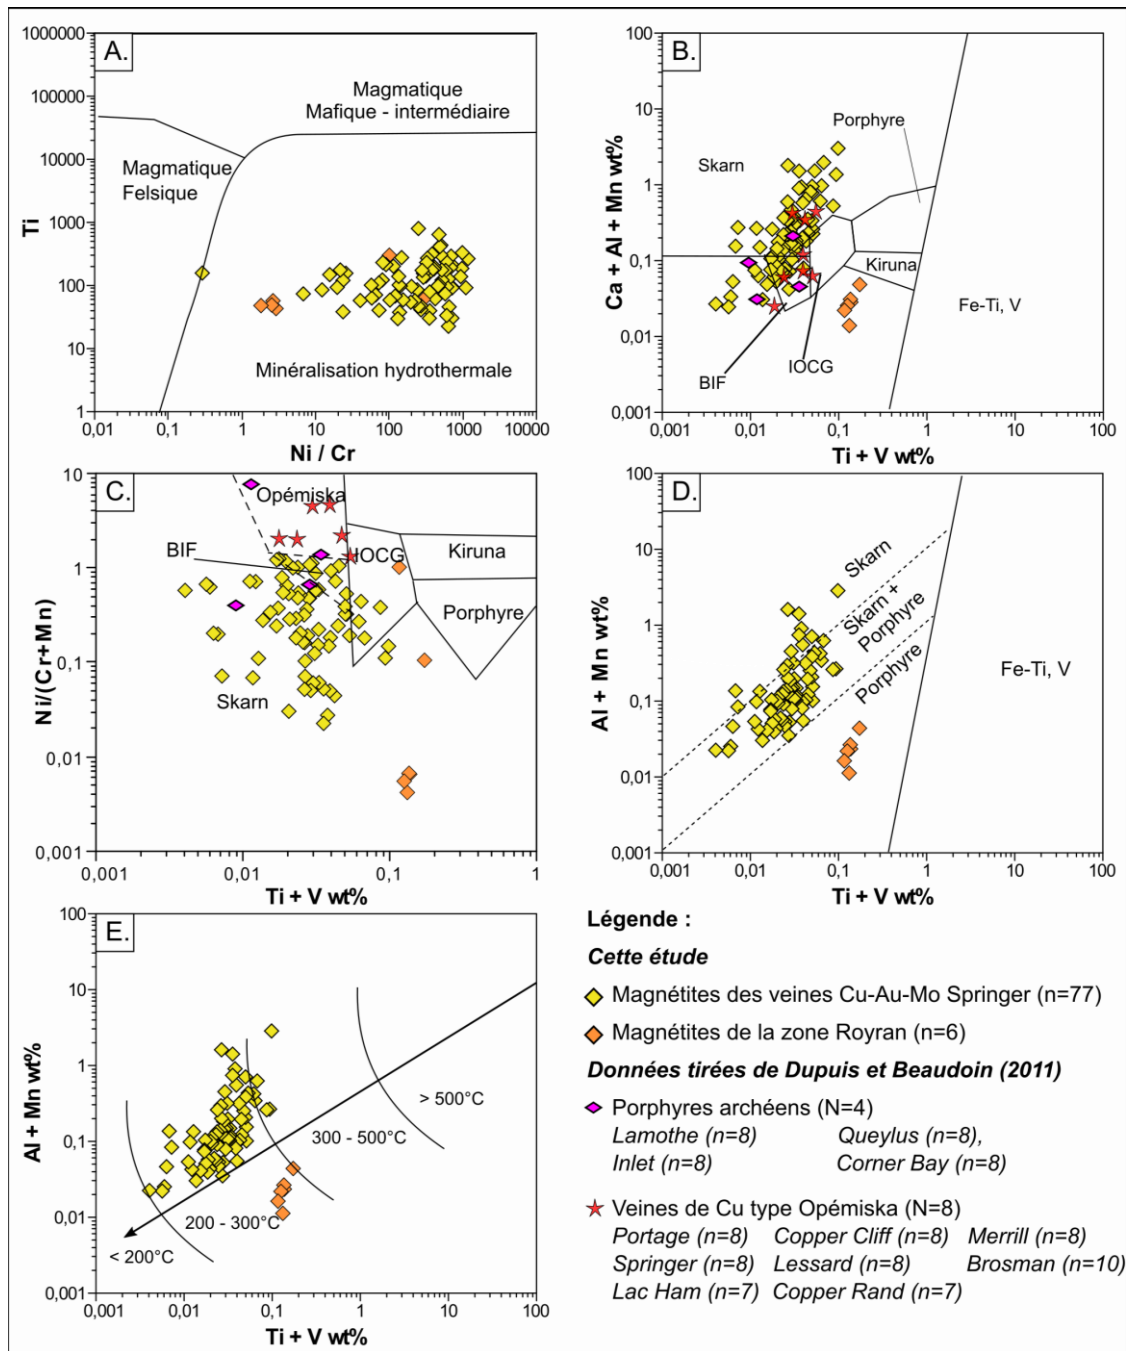 A.
1000000
100000
10000
1000
100
10
1
Ti
Magmatique
Mafique - intermédiaire
Magmatique
Felsique
Minéralisation hydrothermale
0,01
0,1
1
10
100
1000
10000
Ni / Cr
B.
100
10
1
0,1
0,01
0,001
Ca + Al + Mn wt%
Skarn
Porphyre
Kiruna
Fe-Ti, V
BIF
IOCG
0,001
0,01
0,1
1
10
100
Ti + V wt%
C.
10
1
0,1
0,01
0,001
Ni/(Cr+Mn)
Opémiska
BIF
IOCG
Kiruna
Porphyre
Skarn
0,001
0,01
0,1
1
Ti + V wt%
D.
100
10
1
0,1
0,01
0,001
Al + Mn wt%
Skarn
Skarn +
Porphyre
Porphyre
Fe-Ti, V
0,001
0,01
0,1
1
10
100
Ti + V wt%
E.
100
10
1
0,1
0,01
0,001
Al + Mn wt%
> 500°C
300 - 500°C
200 - 300°C
< 200°C
0,001
0,01
0,1
1
10
100
Ti + V wt%
Légende :
Cette étude
Magnétites des veines Cu-Au-Mo Springer (n=77)
Magnétites de la zone Royran (n=6)
Données tirées de Dupuis et Beaudoin (2011)
Porphyres archéens (N=4)
Lamothe (n=8) Queylus (n=8),
Inlet (n=8) Corner Bay (n=8)
Veines de Cu type Opémiska (N=8)
Portage (n=8) Copper Cliff (n=8) Merrill (n=8)
Springer (n=8) Lessard (n=8) Brosman (n=10)
Lac Ham (n=7) Copper Rand (n=7)